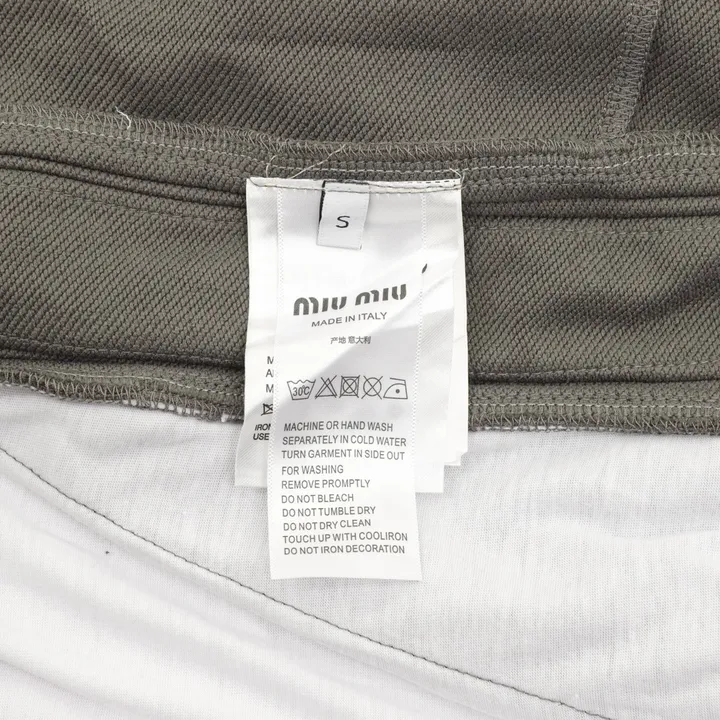 S
miu miu
MADE IN ITALY
产地 意大利
30℃
MACHINE OR HAND WASH
SEPARATELY IN COLD WATER
TURN GARMENT IN SIDE OUT
FOR WASHING
REMOVE PROMPTLY
DO NOT BLEACH
DO NOT TUMBLE DRY
DO NOT DRY CLEAN
TOUCH UP WITH COOLIRON
DO NOT IRON DECORATION
IRON
USE